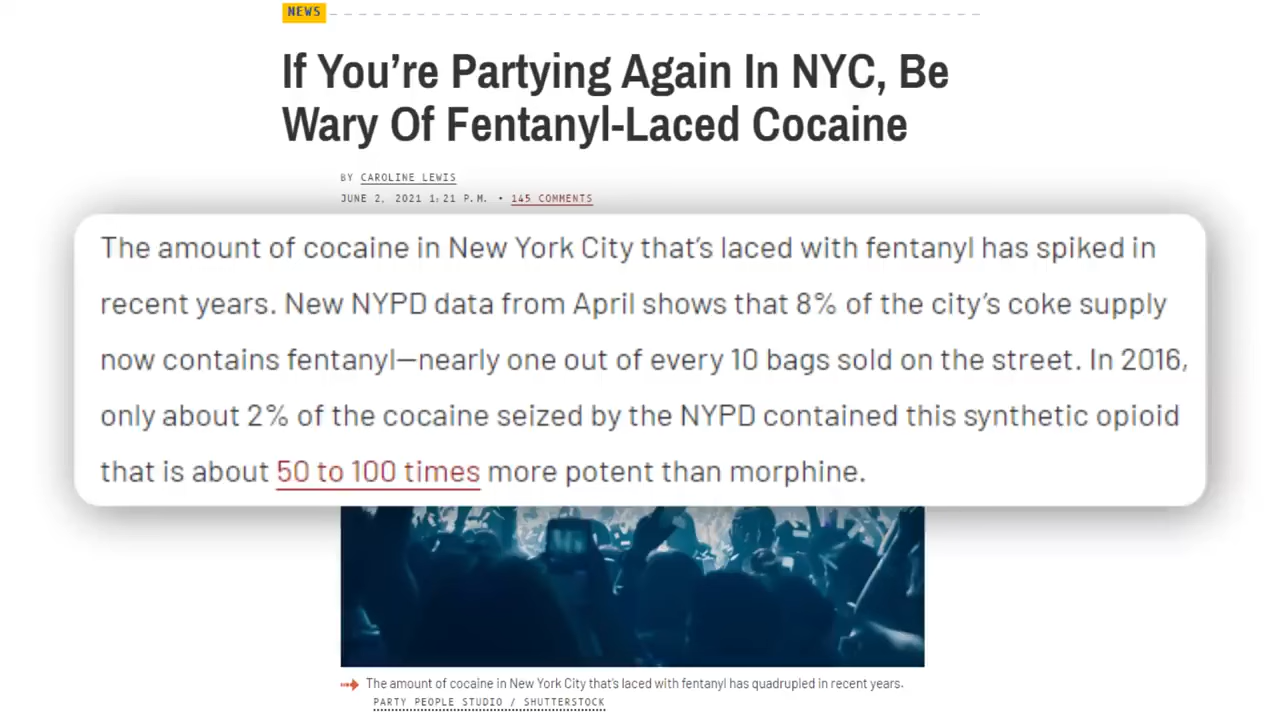 NEWS
If You’re Partying Again In NYC, Be
Wary Of Fentanyl-Laced Cocaine
BY CAROLINE LEWIS
JUNE 2, 2021 1:21 P.M. • 145 COMMENTS
The amount of cocaine in New York City that’s laced with fentanyl has spiked in
recent years. New NYPD data from April shows that 8% of the city’s coke supply
now contains fentanyl—nearly one out of every 10 bags sold on the street. In 2016,
only about 2% of the cocaine seized by the NYPD contained this synthetic opioid
that is about 50 to 100 times more potent than morphine.
The amount of cocaine in New York City that’s laced with fentanyl has quadrupled in recent years.
PARTY PEOPLE STUDIO / SHUTTERSTOCK